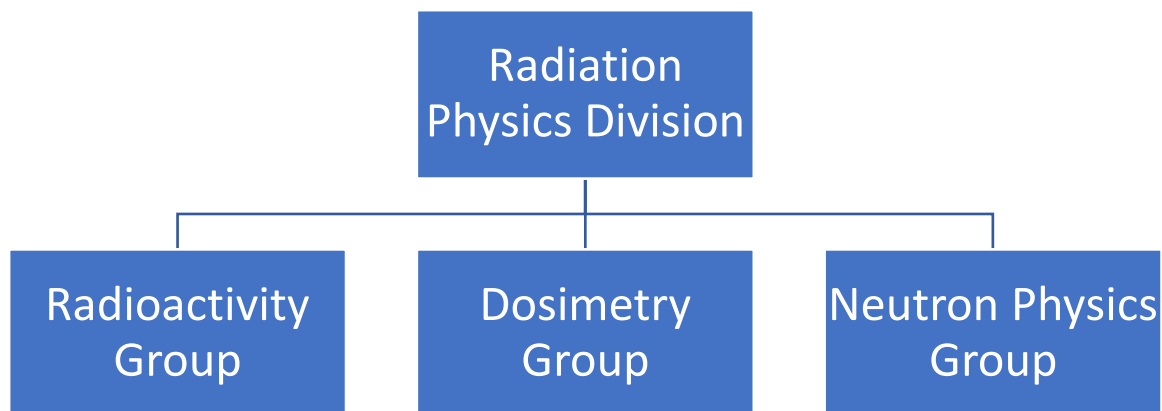 Radiation
Physics Division
Radioactivity
Group
Dosimetry
Group
Neutron Physics
Group